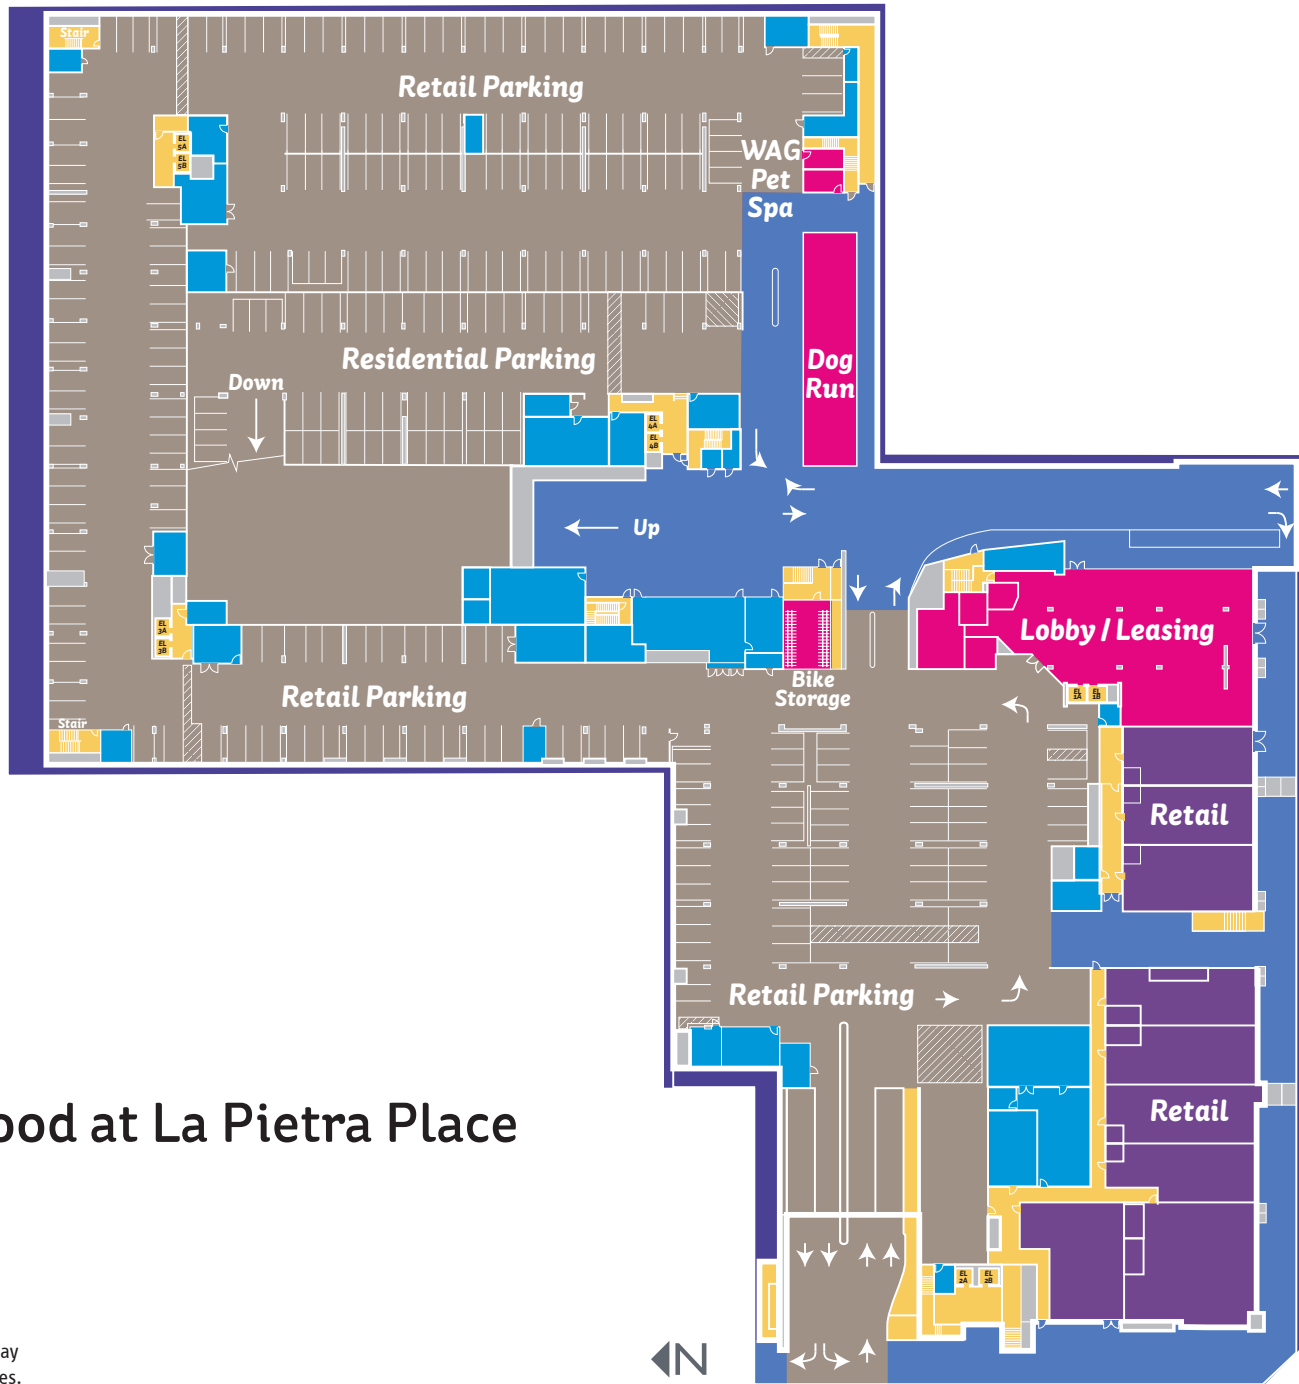 Stair
Retail Parking
EL
5A
EL
5B
WAG
Pet
Spa
Residential Parking
Dog
Run
Down
EL
4A
EL
4B
Up
EL
3A
EL
3B
Lobby / Leasing
Bike
Storage
Retail Parking
EL
1A
EL
1B
Stair
Retail
Retail Parking
Retail
ood at La Pietra Place
EL
2A
EL
2B
N
ay
es.